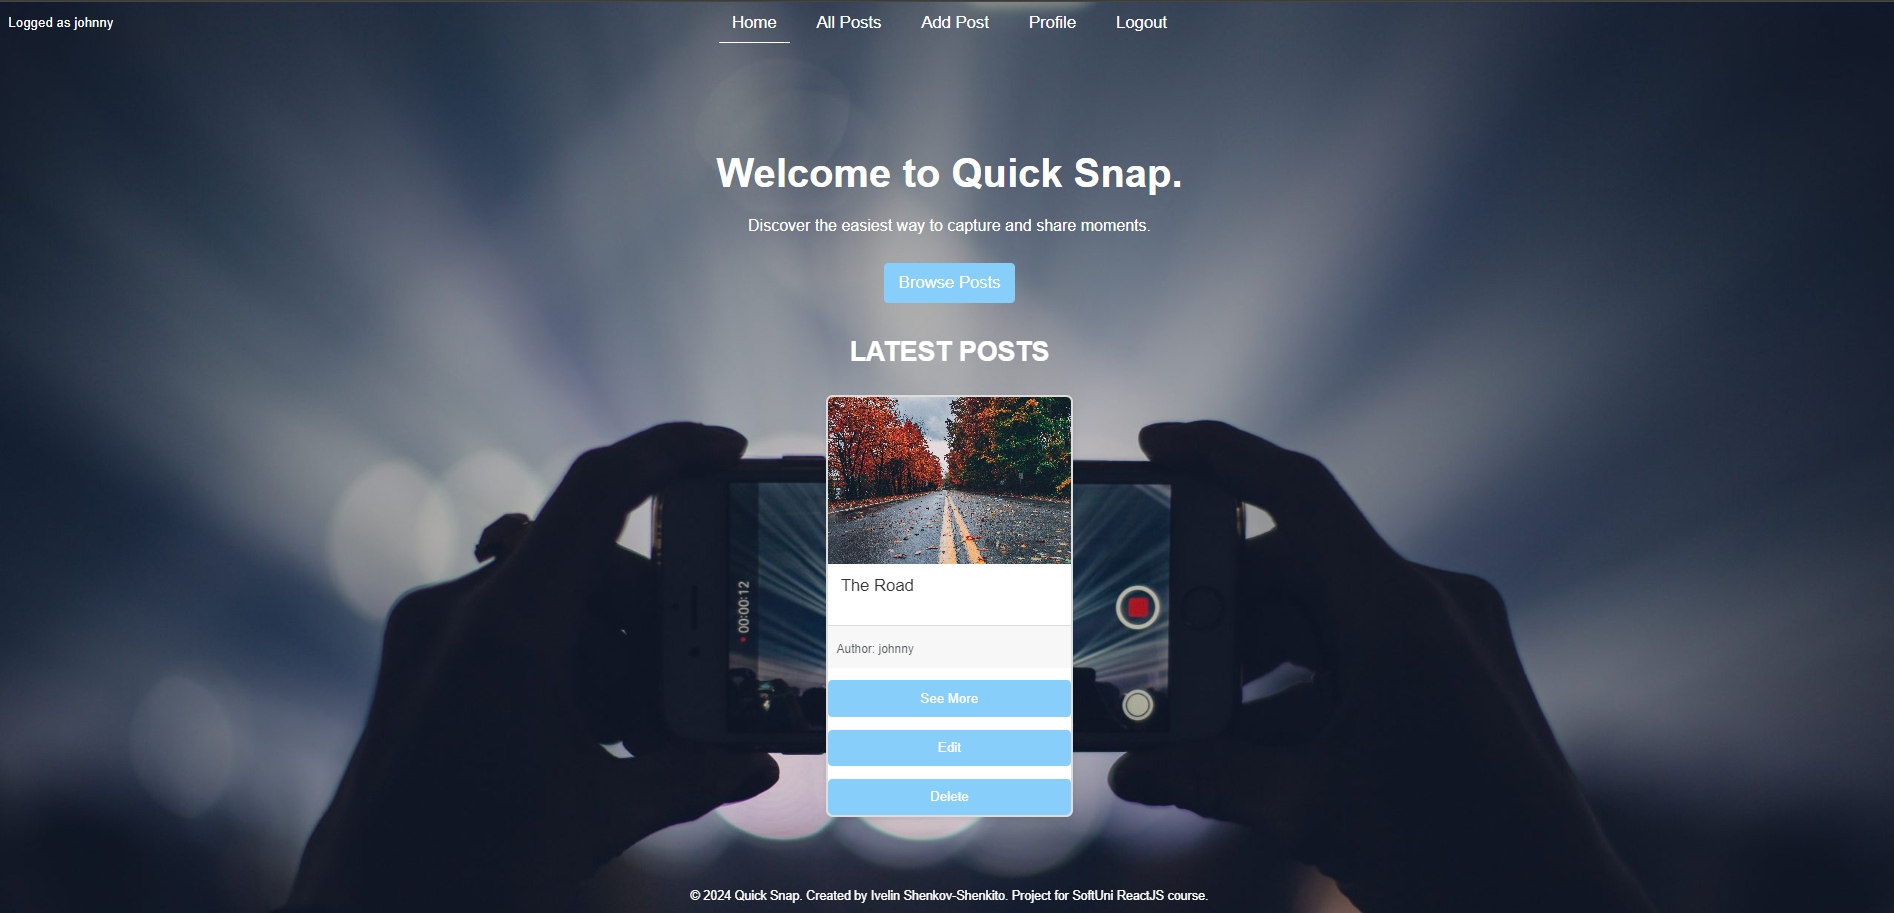 Logged as johnny
Home
All Posts
Add Post
Profile
Logout
Welcome to Quick Snap.
Discover the easiest way to capture and share moments.
Browse Posts
LATEST POSTS
00:00:12
The Road
Author: johnny
See More
Edit
Delete
© 2024 Quick Snap. Created by Ivelin Shenkov-Shenkito. Project for SoftUni ReactJS course.